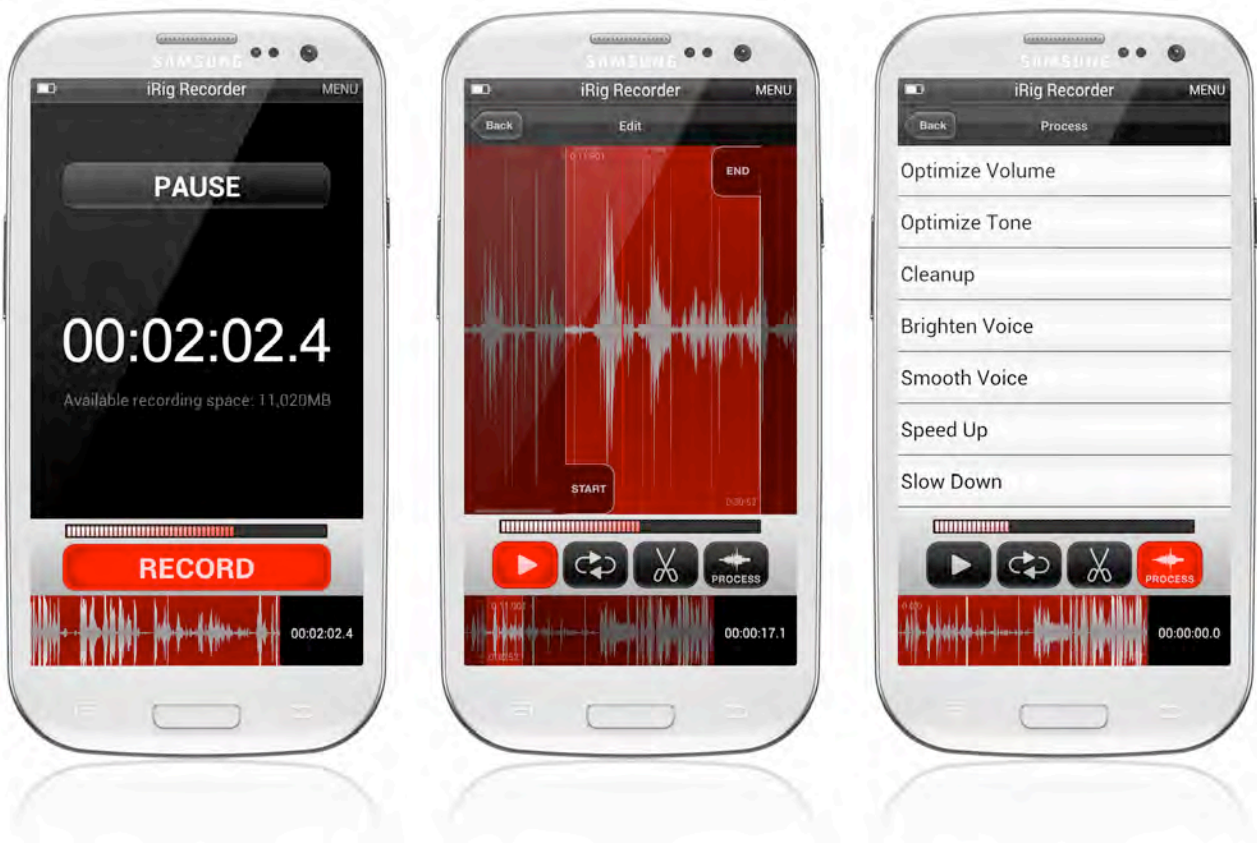 SAMSUNG
iRig Recorder MENU
PAUSE
00:02:02.4
Available recording space: 11,020MB
RECORD
00:02:02.4
SAMSUNG
iRig Recorder MENU
Back Edit
END
START
PROCESS
00:00:17.1
SAMSUNG
iRig Recorder MENU
Back Process
Optimize Volume
Optimize Tone
Cleanup
Brighten Voice
Smooth Voice
Speed Up
Slow Down
PROCESS
00:00:00.0